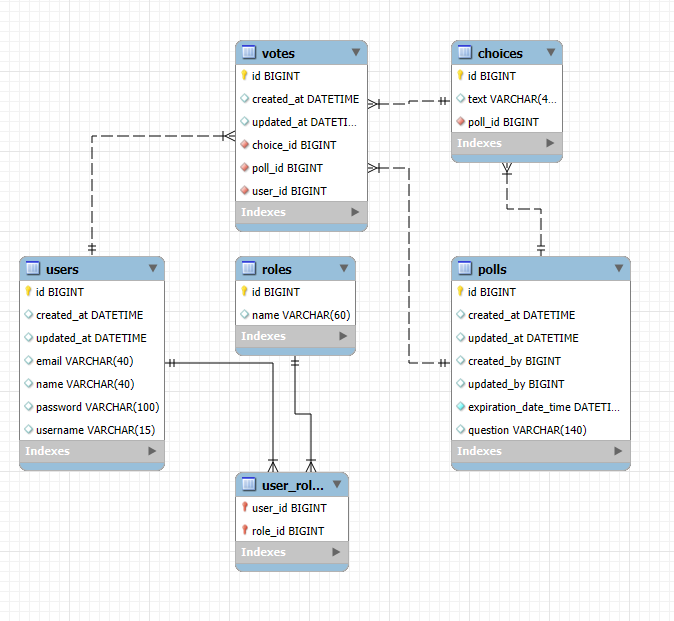 votes
id BIGINT
created_at DATETIME
updated_at DATETI...
choice_id BIGINT
poll_id BIGINT
user_id BIGINT
Indexes
choices
id BIGINT
text VARCHAR(4...
poll_id BIGINT
Indexes
users
id BIGINT
created_at DATETIME
updated_at DATETIME
email VARCHAR(40)
name VARCHAR(40)
password VARCHAR(100)
username VARCHAR(15)
Indexes
roles
id BIGINT
name VARCHAR(60)
Indexes
polls
id BIGINT
created_at DATETIME
updated_at DATETIME
created_by BIGINT
updated_by BIGINT
expiration_date_time DATETI...
question VARCHAR(140)
Indexes
user_rol...
user_id BIGINT
role_id BIGINT
Indexes